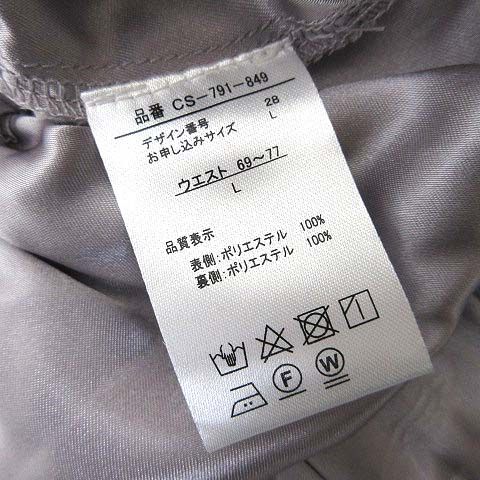 品番 CS-791-849
デザイン番号 28
お申し込みサイズ L
ウエスト 69~77
L
品質表示
表側:ポリエステル 100%
裏側:ポリエステル 100%
F W